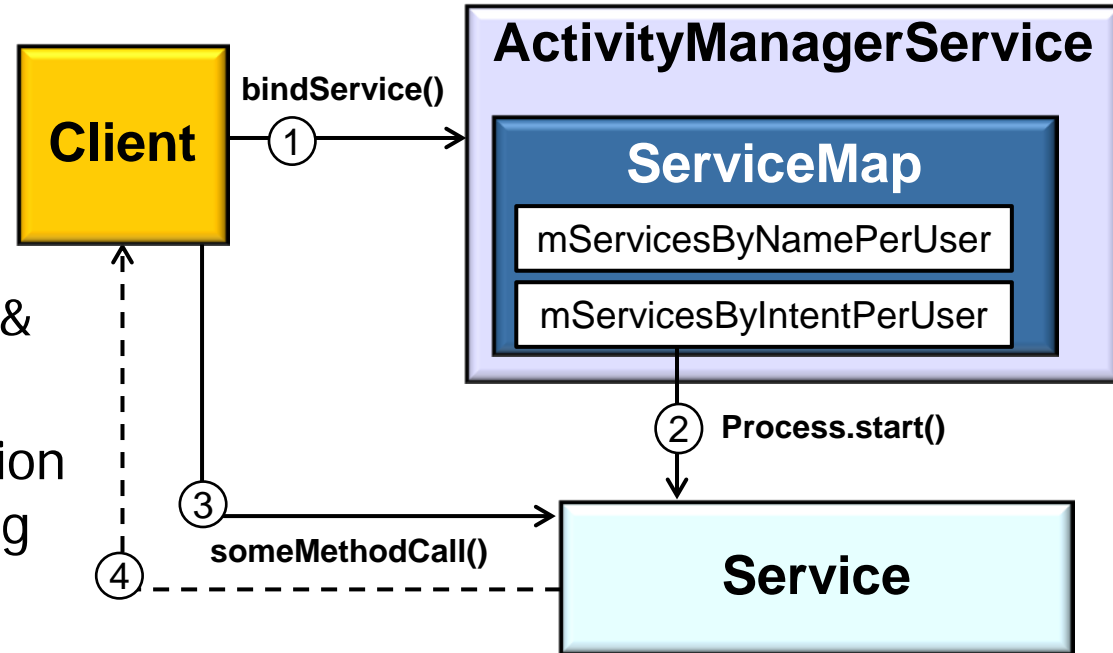 ActivityManagerService
bindService()
Client
1
ServiceMap
mServicesByNamePerUser
mServicesByIntentPerUser
&
2
Process.start()
ion
3
g
someMethodCall()
4
Service